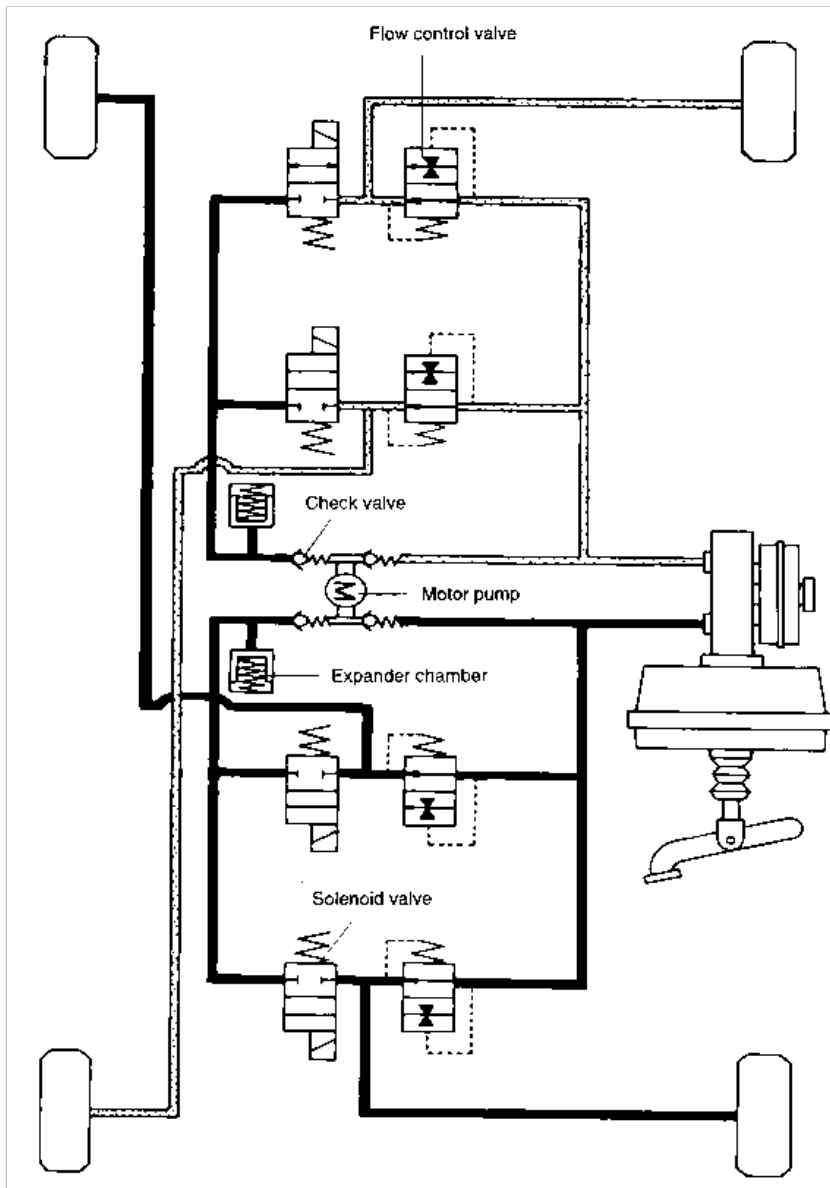 Flow control valve
Check valve
M
Motor pump
Expander chamber
Solenoid valve